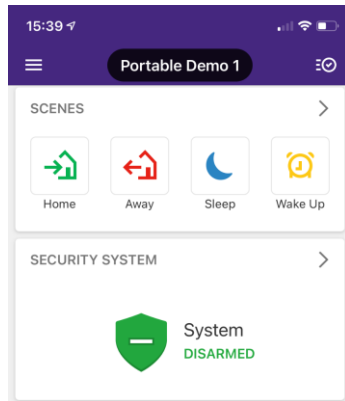 15:39
Portable Demo 1
SCENES
Home Away Sleep Wake Up
SECURITY SYSTEM
System
DISARMED